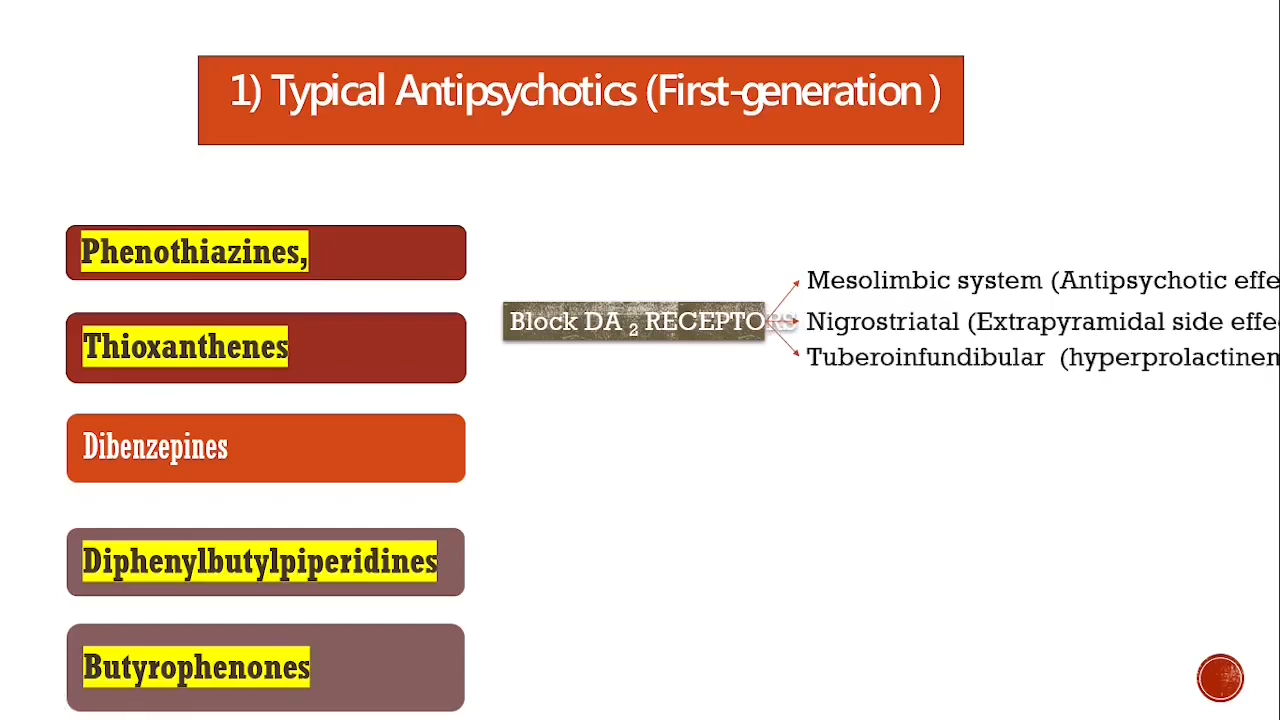 1) Typical Antipsychotics (First-generation )
Phenothiazines,
Thioxanthenes
Dibenzepines
Diphenylbutylpiperidines
Butyrophenones
Block DA 2 RECEPTORS
Mesolimbic system (Antipsychotic effe
Nigrostriatal (Extrapyramidal side effe
Tuberoinfundibular (hyperprolactinen